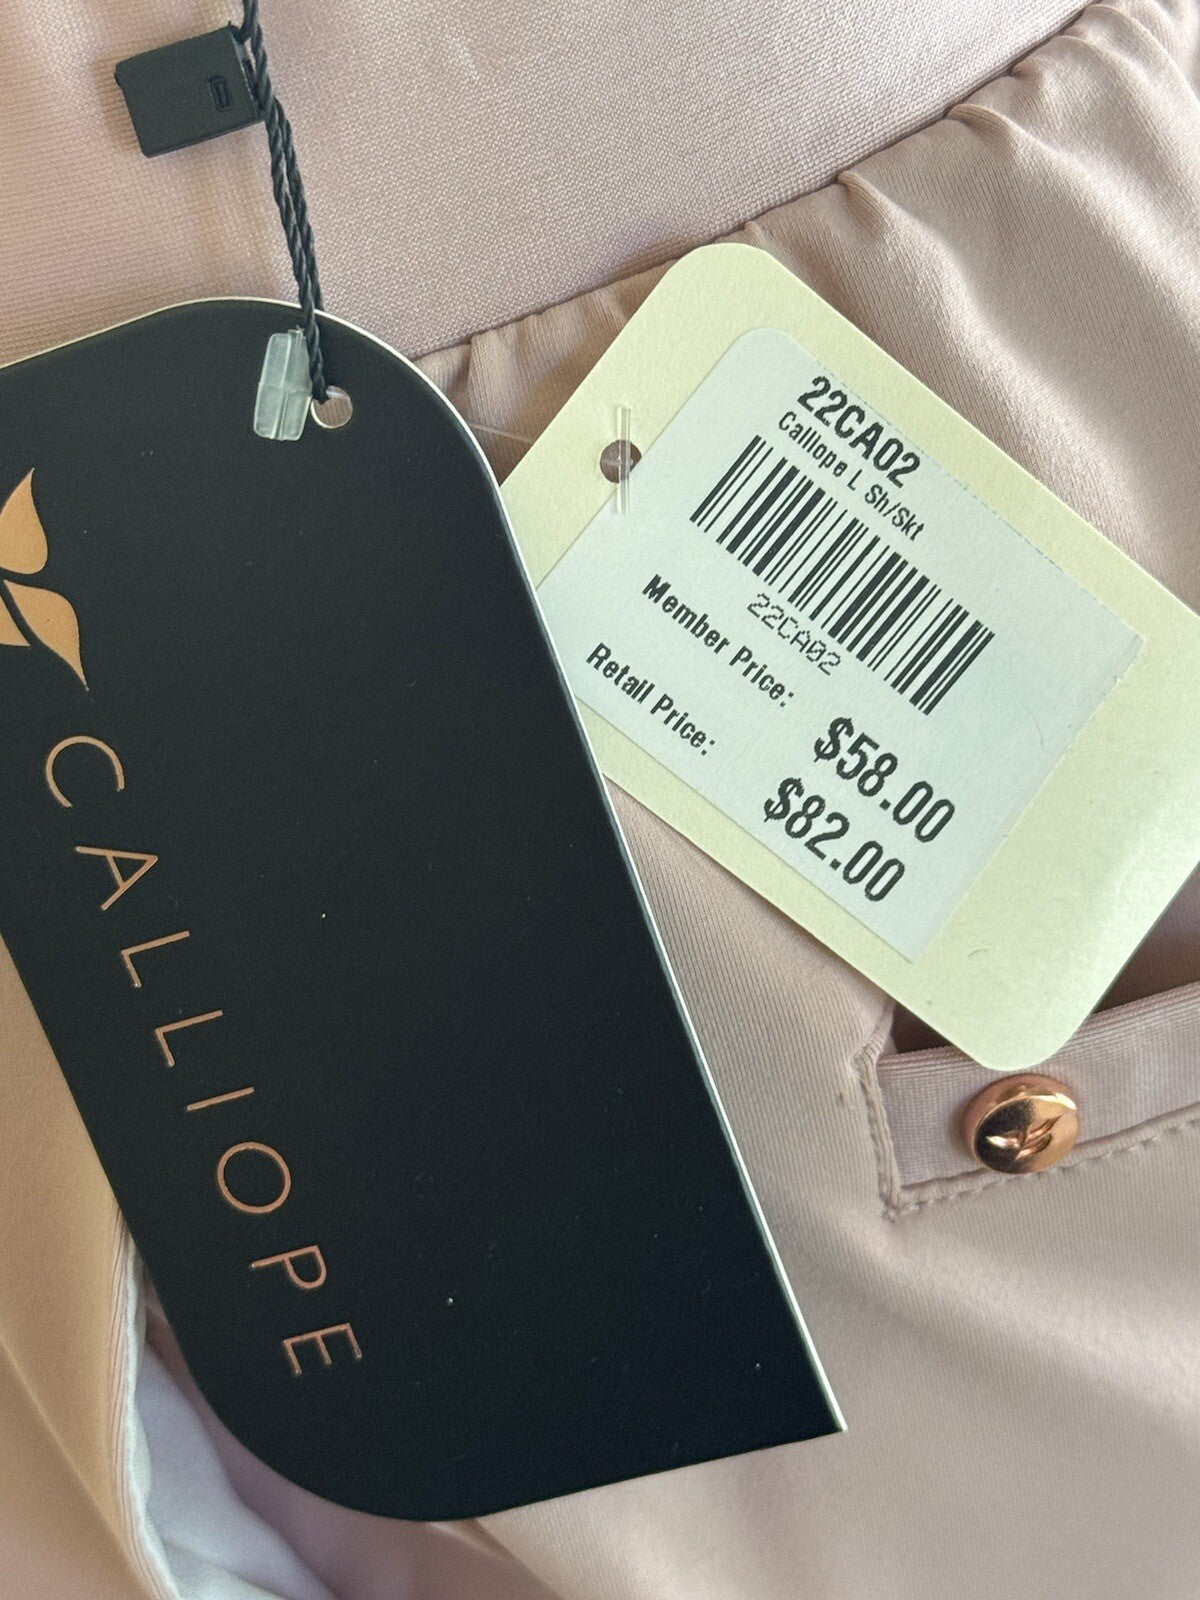 CALLIOPE
22CA02
Calliope L Sh/Skt
22CA02
Member Price: $58.00
Retail Price: $82.00